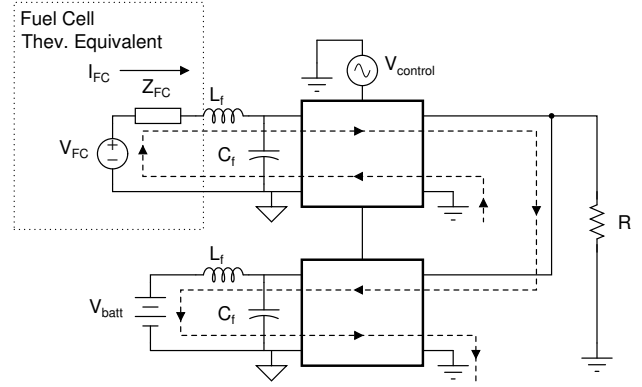 Fuel Cell
Thev. Equivalent
I_FC
Z_FC
L_f
V_control
V_FC
+
−
C_f
R
L_f
V_batt
C_f